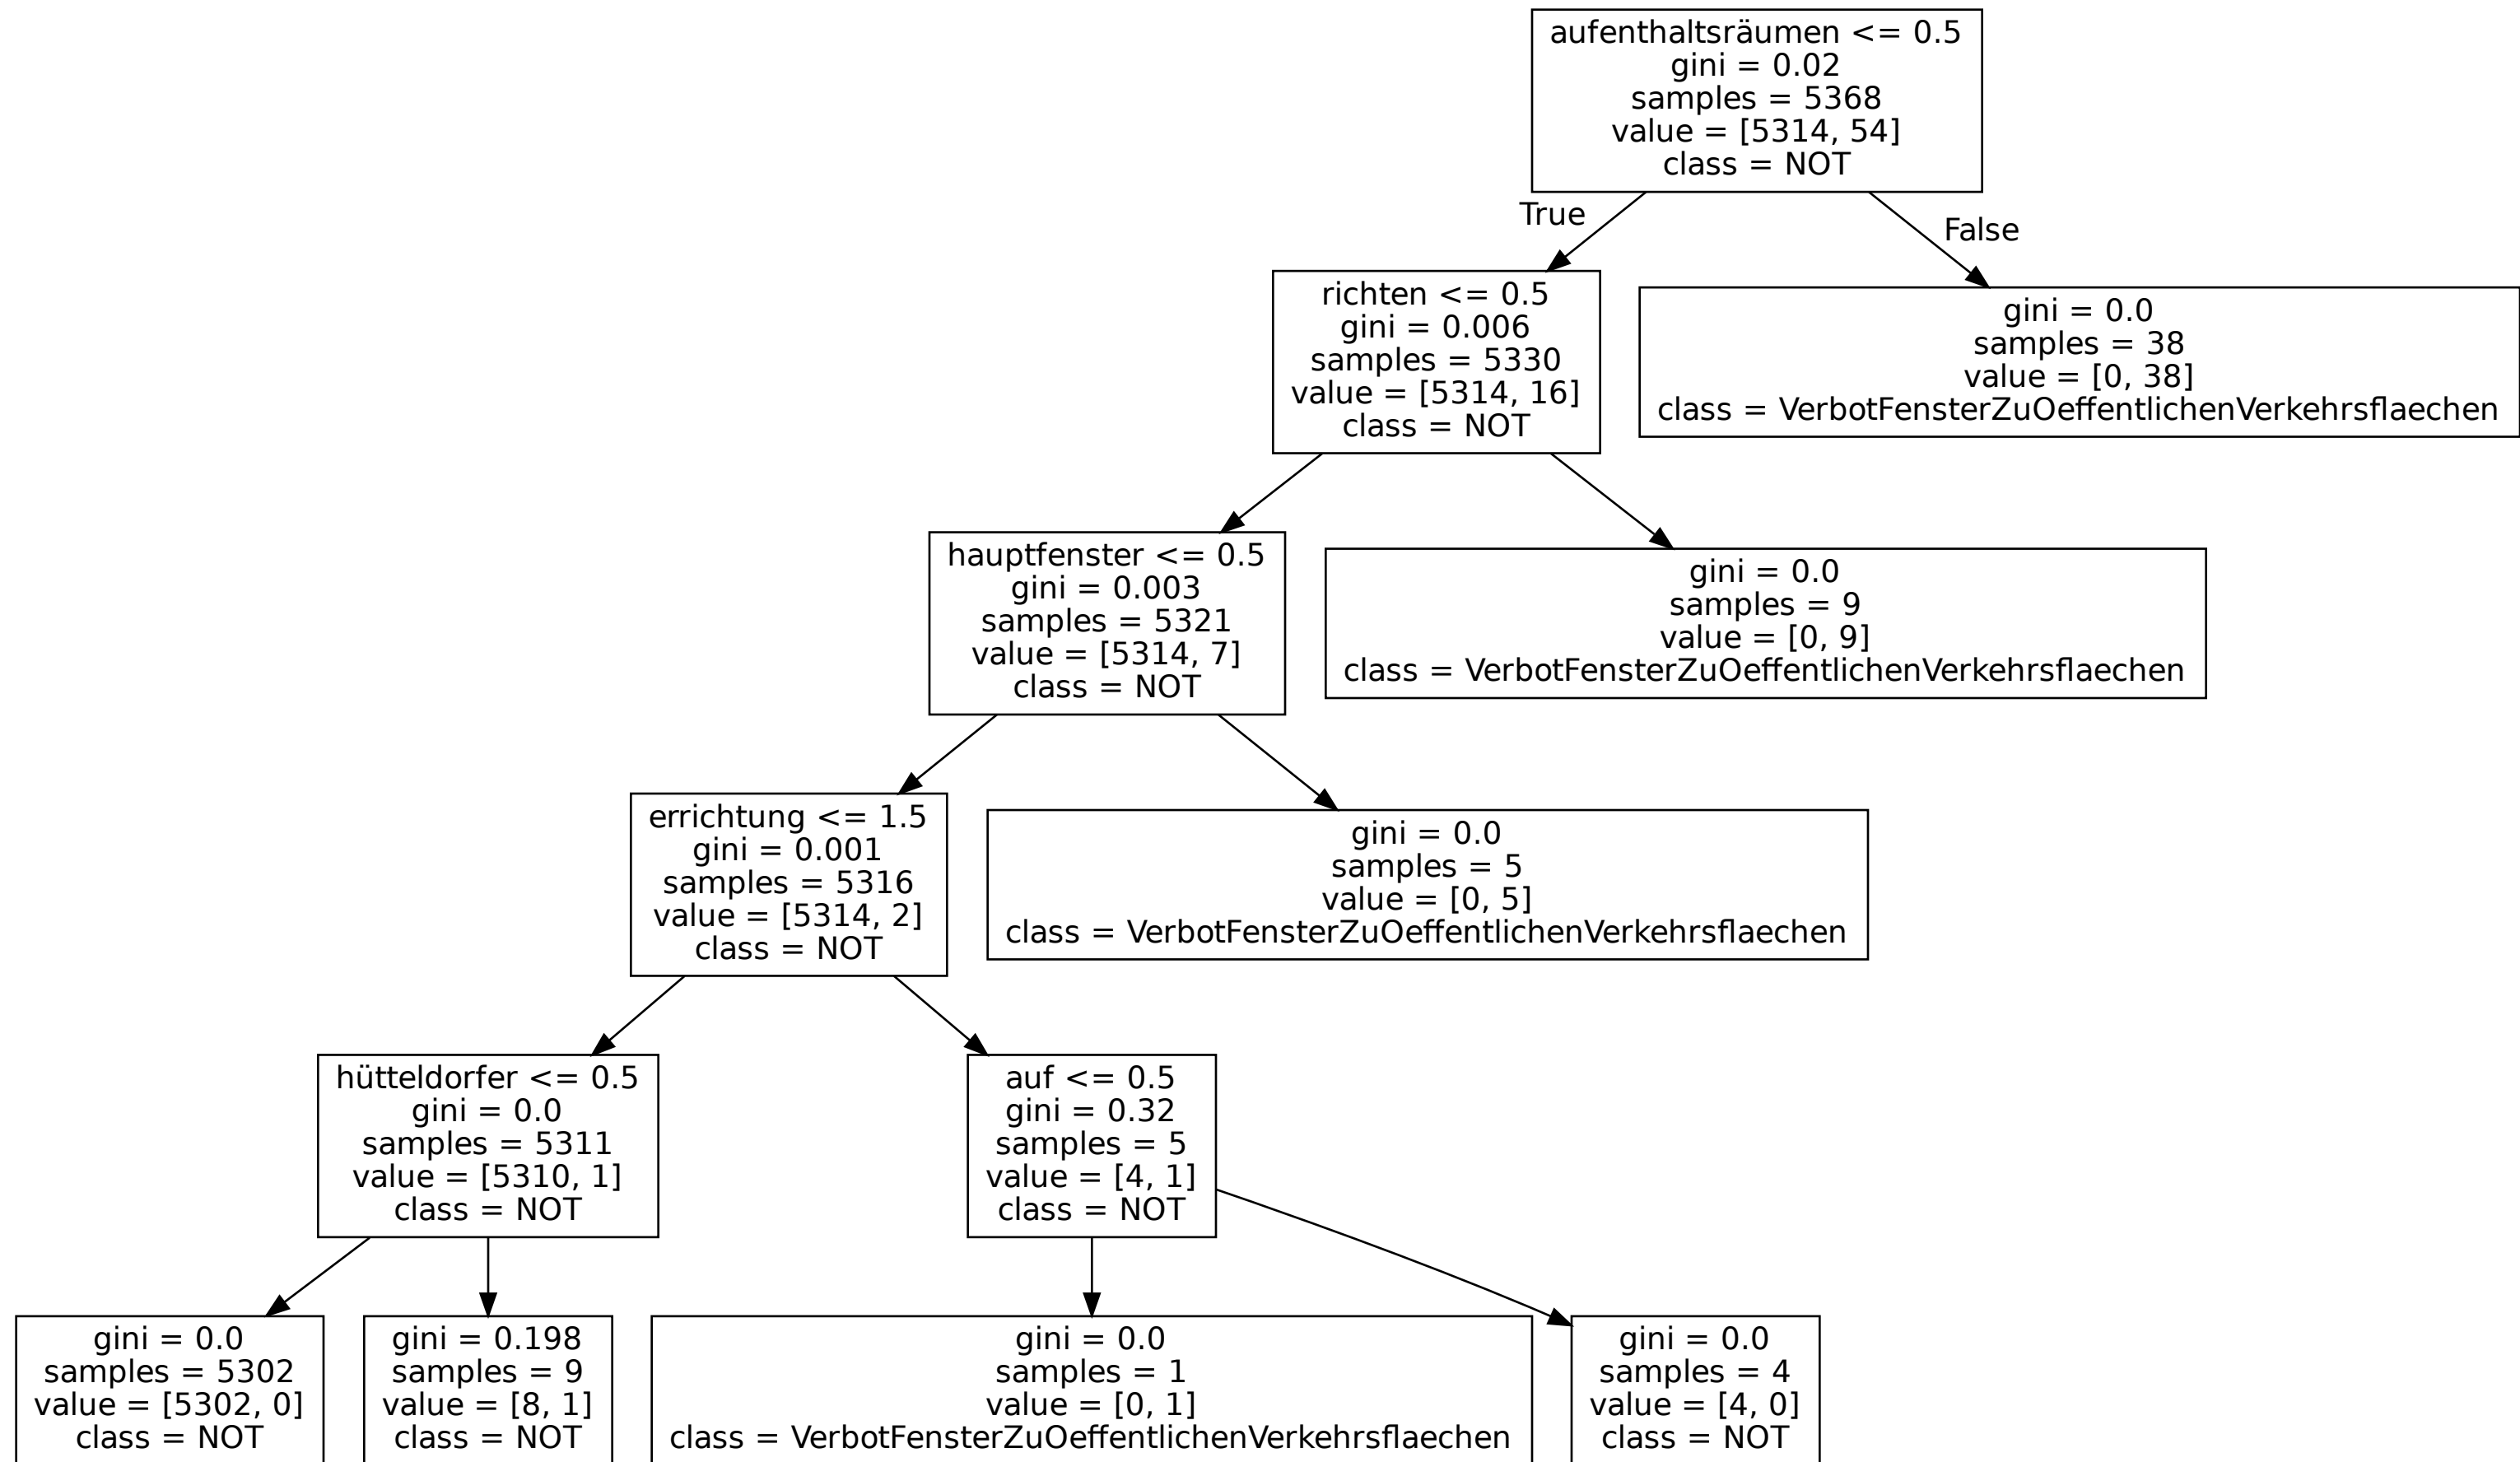 aufenthaltsräumen <= 0.5
gini = 0.02
samples = 5368
value = [5314, 54]
class = NOT
True
False
richten <= 0.5
gini = 0.006
samples = 5330
value = [5314, 16]
class = NOT
gini = 0.0
samples = 38
value = [0, 38]
class = VerbotFensterZuOeffentlichenVerkehrsflaechen
hauptfenster <= 0.5
gini = 0.003
samples = 5321
value = [5314, 7]
class = NOT
gini = 0.0
samples = 9
value = [0, 9]
class = VerbotFensterZuOeffentlichenVerkehrsflaechen
errichtung <= 1.5
gini = 0.001
samples = 5316
value = [5314, 2]
class = NOT
gini = 0.0
samples = 5
value = [0, 5]
class = VerbotFensterZuOeffentlichenVerkehrsflaechen
hütteldorfer <= 0.5
gini = 0.0
samples = 5311
value = [5310, 1]
class = NOT
auf <= 0.5
gini = 0.32
samples = 5
value = [4, 1]
class = NOT
gini = 0.0
samples = 5302
value = [5302, 0]
class = NOT
gini = 0.198
samples = 9
value = [8, 1]
class = NOT
gini = 0.0
samples = 1
value = [0, 1]
class = VerbotFensterZuOeffentlichenVerkehrsflaechen
gini = 0.0
samples = 4
value = [4, 0]
class = NOT